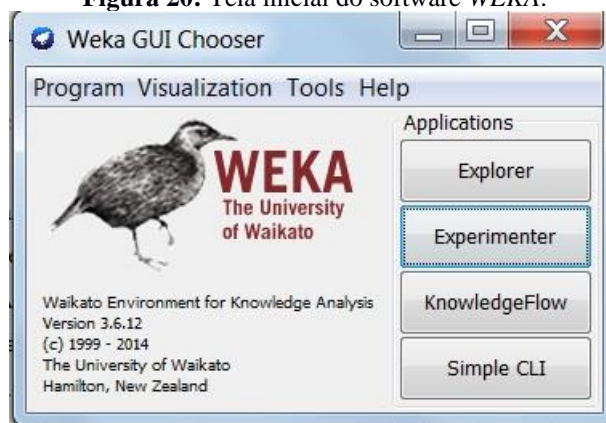 Figura 20: Tela inicial do software WEKA.
Weka GUI Chooser
Program Visualization Tools Help
Applications
WEKA
The University
of Waikato
Explorer
Experimenter
KnowledgeFlow
Simple CLI
Waikato Environment for Knowledge Analysis
Version 3.6.12
(c) 1999 - 2014
The University of Waikato
Hamilton, New Zealand